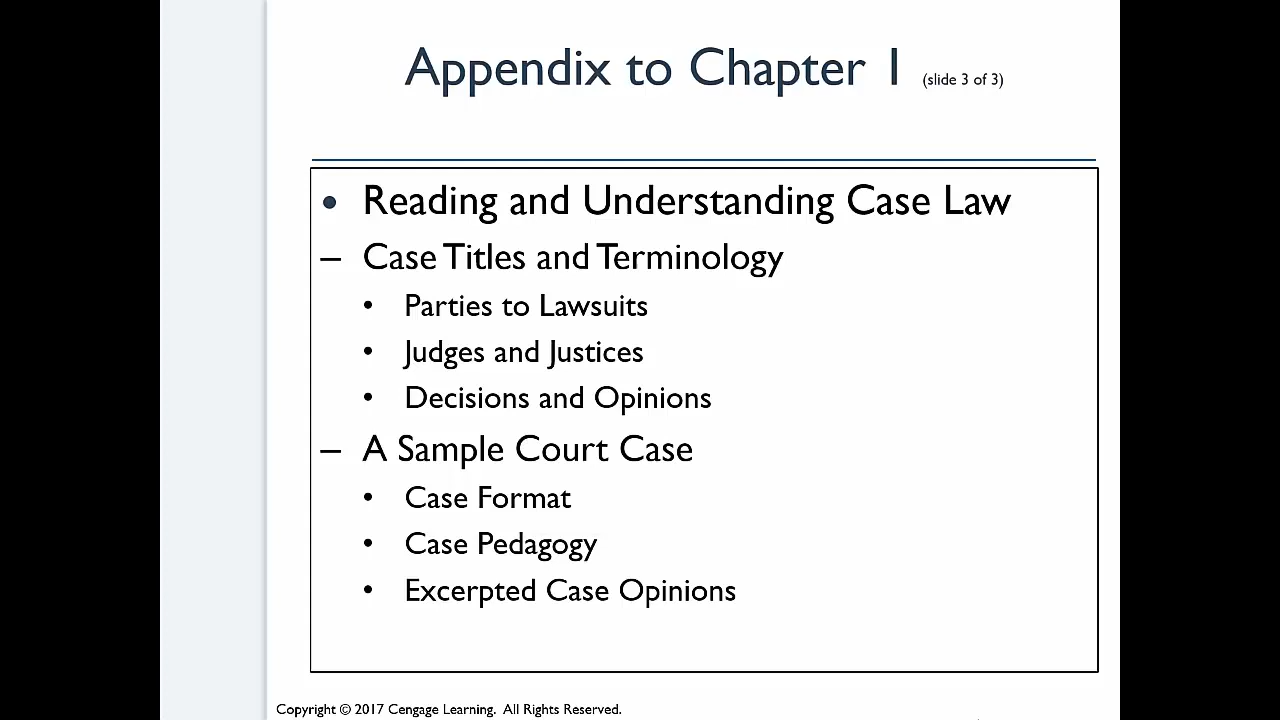 Appendix to Chapter 1 (slide 3 of 3)
• Reading and Understanding Case Law
– Case Titles and Terminology
• Parties to Lawsuits
• Judges and Justices
• Decisions and Opinions
– A Sample Court Case
• Case Format
• Case Pedagogy
• Excerpted Case Opinions
Copyright © 2017 Cengage Learning. All Rights Reserved.